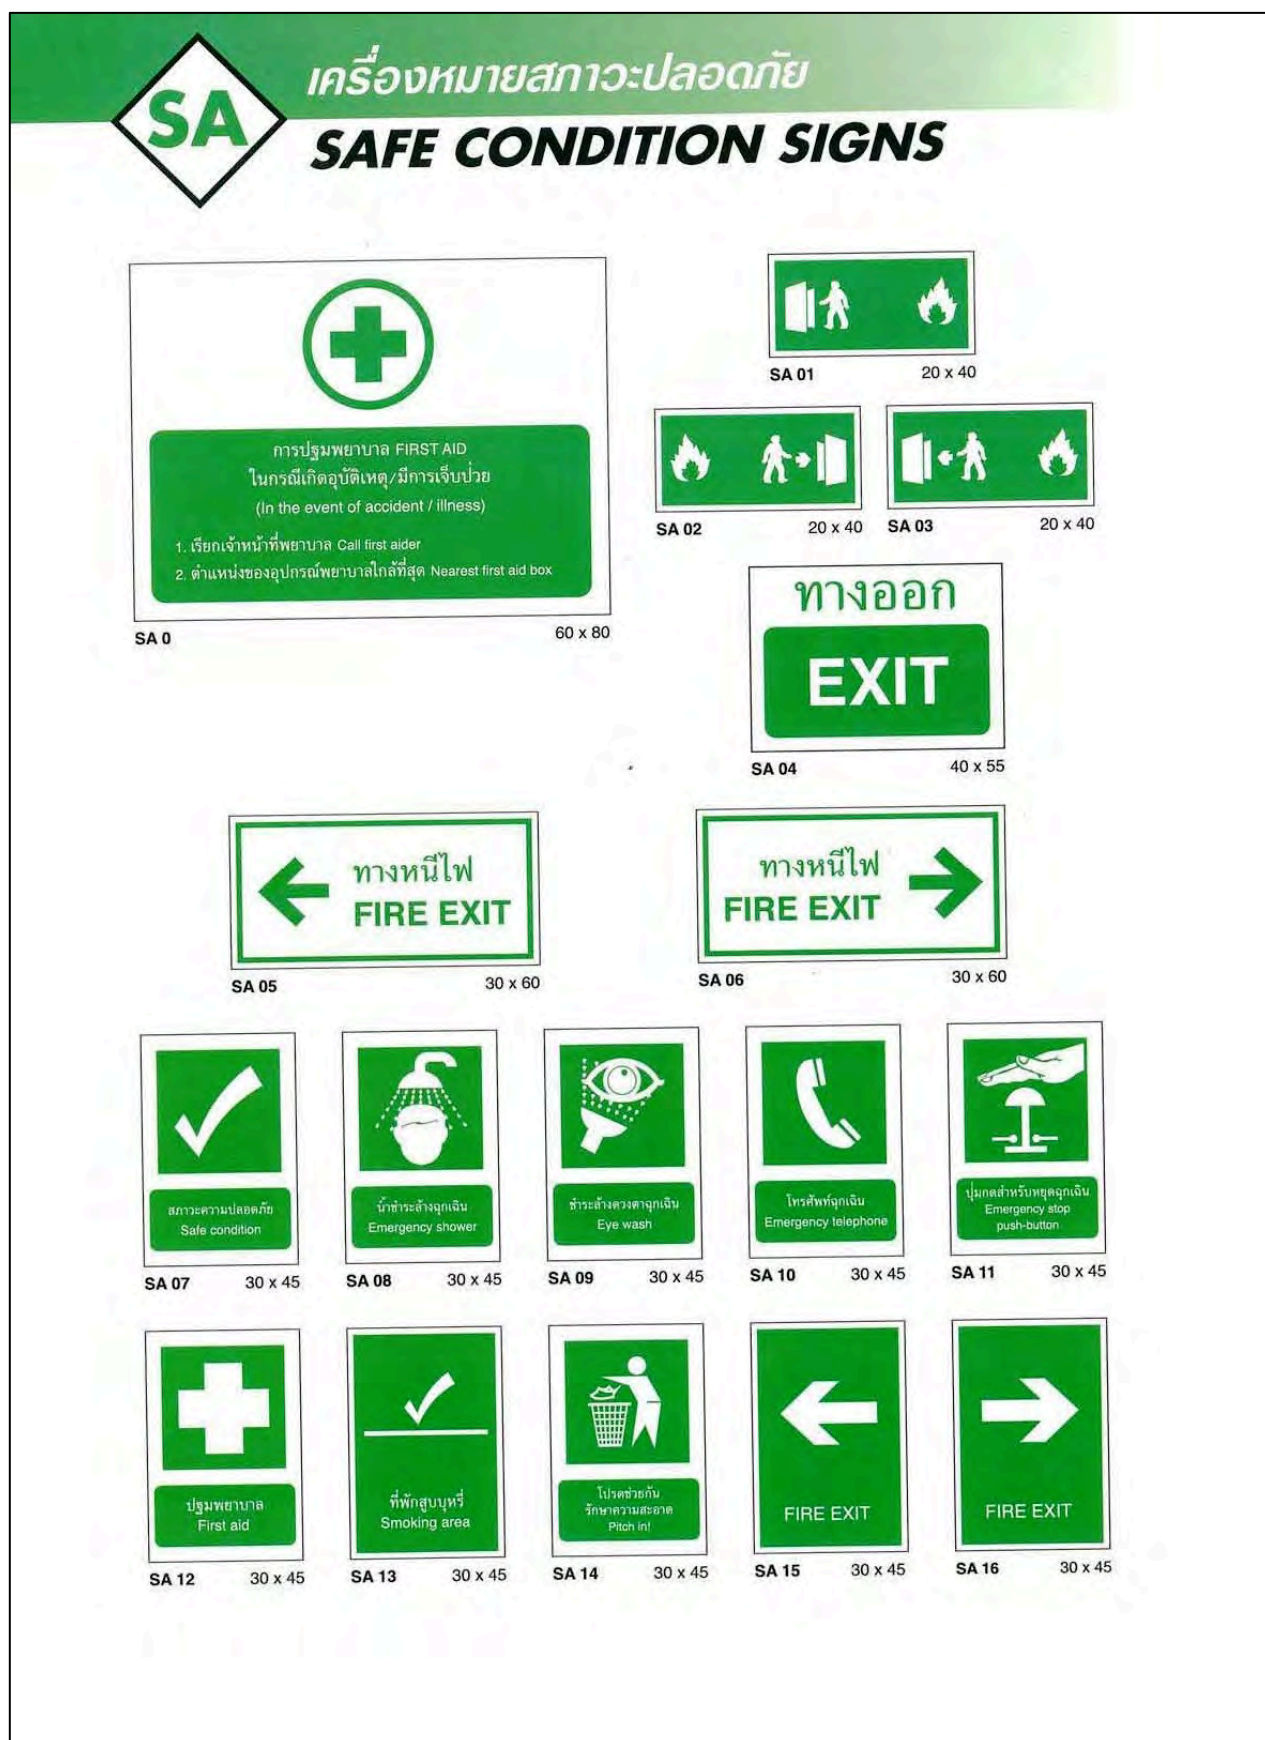 SA
เครื่องหมายสภาวะปลอดภัย
SAFE CONDITION SIGNS
การปฐมพยาบาล FIRST AID
ในกรณีเกิดอุบัติเหตุ/มีการเจ็บป่วย
(In the event of accident / illness)
1. เรียกเจ้าหน้าที่พยาบาล Call first aider
2. ตำแหน่งของอุปกรณ์พยาบาลใกล้ที่สุด Nearest first aid box
SA 0 60 x 80
SA 01 20 x 40
SA 02 20 x 40
SA 03 20 x 40
ทางออก
EXIT
SA 04 40 x 55
ทางหนีไฟ
FIRE EXIT
SA 05 30 x 60
ทางหนีไฟ
FIRE EXIT
SA 06 30 x 60
สภาวะความปลอดภัย
Safe condition
SA 07 30 x 45
น้ำชำระล้างฉุกเฉิน
Emergency shower
SA 08 30 x 45
ชำระล้างดวงตาฉุกเฉิน
Eye wash
SA 09 30 x 45
โทรศัพท์ฉุกเฉิน
Emergency telephone
SA 10 30 x 45
ปุ่มกดสำหรับหยุดฉุกเฉิน
Emergency stop
push-button
SA 11 30 x 45
ปฐมพยาบาล
First aid
SA 12 30 x 45
ที่พักสูบบุหรี่
Smoking area
SA 13 30 x 45
โปรดช่วยกัน
รักษาความสะอาด
Pitch in!
SA 14 30 x 45
FIRE EXIT
SA 15 30 x 45
FIRE EXIT
SA 16 30 x 45